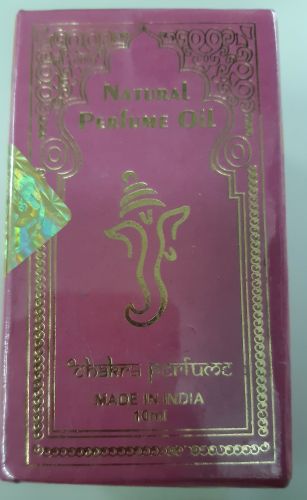 Natural
Perfume Oil
Chakra perfume
MADE IN INDIA
10ml